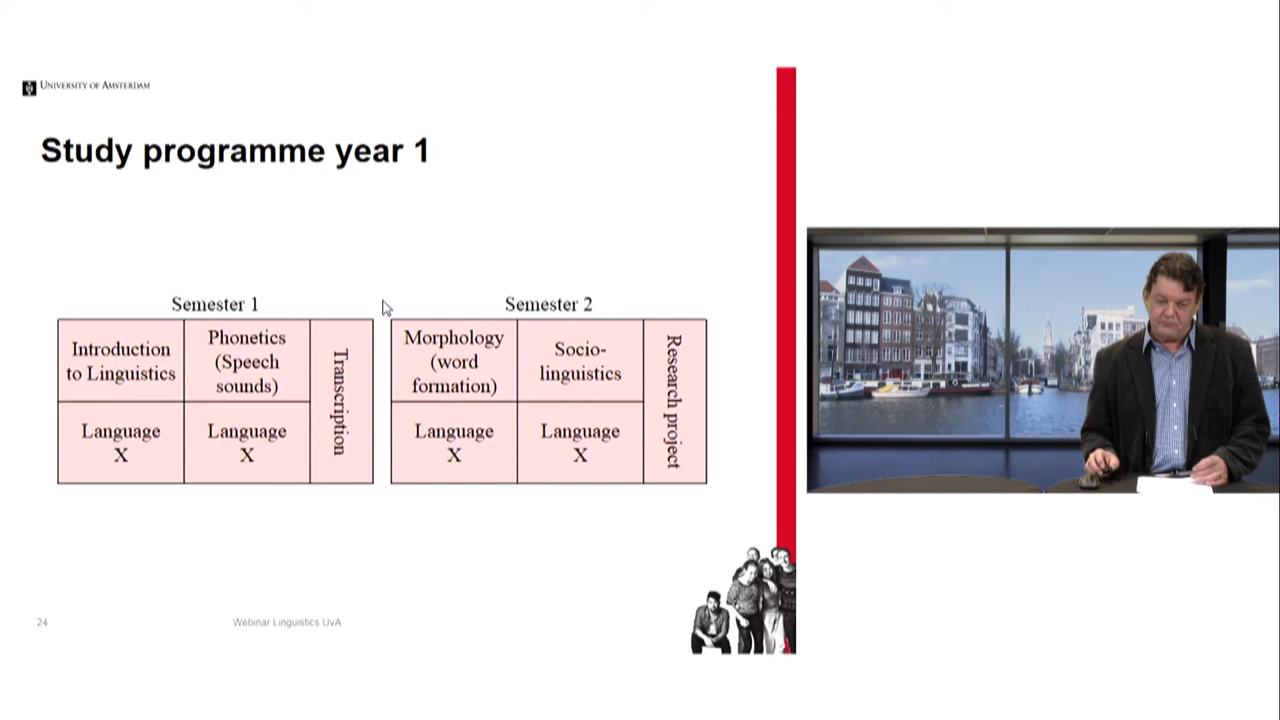 UNIVERSITY OF AMSTERDAM
Study programme year 1
Semester 1
Introduction
to Linguistics
Phonetics
(Speech
sounds)
Transcription
Language
X
Language
X
Semester 2
Morphology
(word
formation)
Socio-
linguistics
Research project
Language
X
Language
X
24
Webinar Linguistics UvA